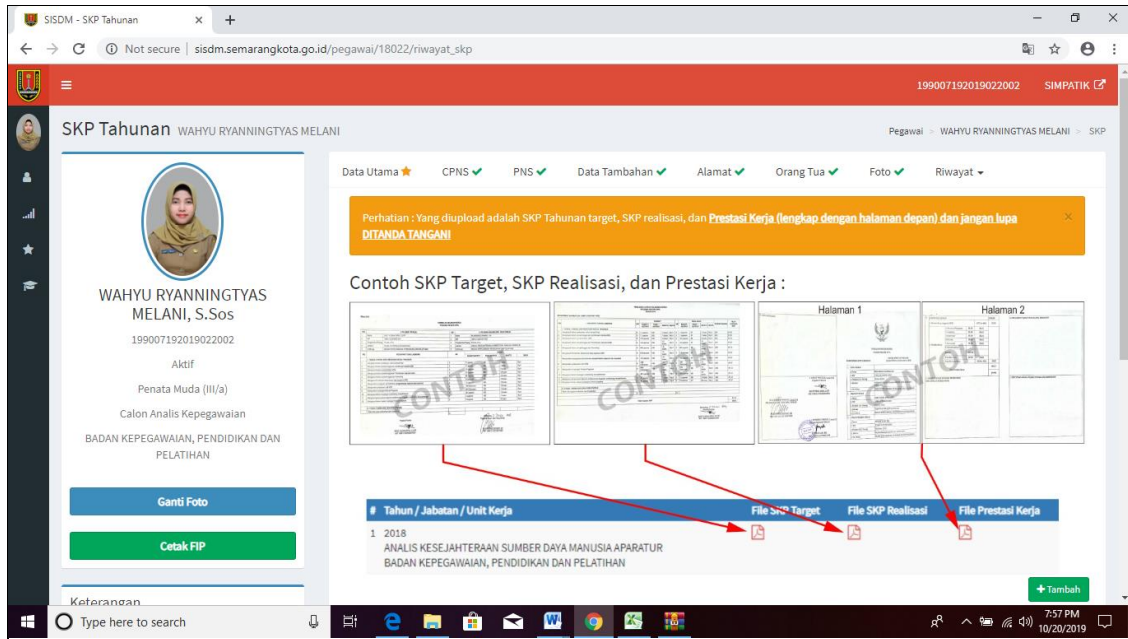 SISDM - SKP Tahunan
Not secure | sisdm.semarangkota.go.id/pegawai/18022/riwayat_skp
199007192019022002 SIMPATIK
SKP Tahunan WAHYU RYANNINGTYAS MELANI
Pegawai > WAHYU RYANNINGTYAS MELANI > SKP
WAHYU RYANNINGTYAS
MELANI, S.Sos
199007192019022002
Aktif
Penata Muda (III/a)
Calon Analis Kepegawaian
BADAN KEPEGAWAIAN, PENDIDIKAN DAN
PELATIHAN
Ganti Foto
Cetak FIP
Keterangan
Data Utama CPNS PNS Data Tambahan Alamat Orang Tua Foto Riwayat
Perhatian : Yang diupload adalah SKP Tahunan target, SKP realisasi, dan Prestasi Kerja (lengkap dengan halaman depan) dan jangan lupa
DITANDA TANGANI
Contoh SKP Target, SKP Realisasi, dan Prestasi Kerja :
Halaman 1 Halaman 2
CONTOH CONTOH CONTOH
# Tahun / Jabatan / Unit Kerja File SKP Target File SKP Realisasi File Prestasi Kerja
1 2018
ANALIS KESEJAHTERAAN SUMBER DAYA MANUSIA APARATUR
BADAN KEPEGAWAIAN, PENDIDIKAN DAN PELATIHAN
+ Tambah
Type here to search
7:57 PM
10/20/2019